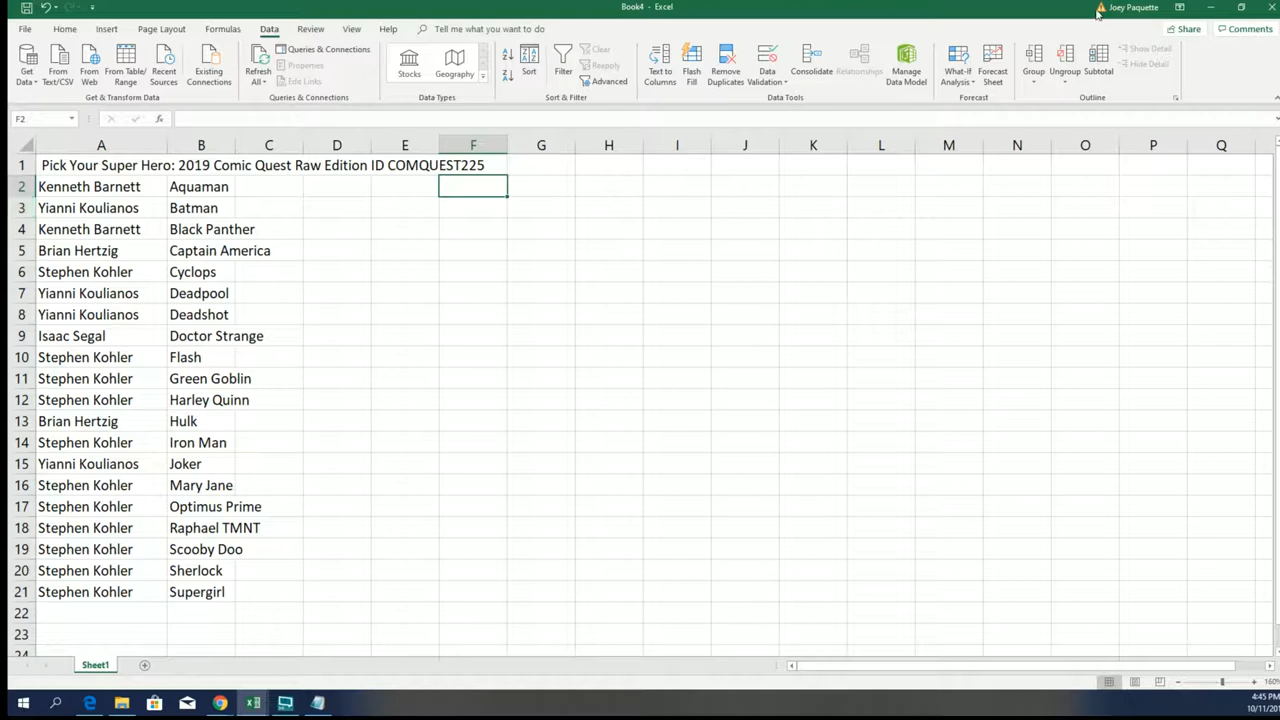 Book4 - Excel
Joey Paquette
File Home Insert Page Layout Formulas Data Review View Help Tell me what you want to do
Share Comments
Get Data
From Text/CSV
From Web
From Table/ Range
Recent Sources
Existing Connections
Get & Transform Data
Refresh All
Queries & Connections
Properties
Edit Links
Queries & Connections
Stocks
Geography
Data Types
Sort
Filter
Clear
Reapply
Advanced
Sort & Filter
Text to Columns
Flash Fill
Remove Duplicates
Data Validation
Consolidate
Relationships
Manage Data Model
Data Tools
What-If Analysis
Forecast Sheet
Forecast
Group
Ungroup
Subtotal
Show Detail
Hide Detail
Outline
F2 fx
A B C D E F G H I J K L M N O P Q
1 Pick Your Super Hero: 2019 Comic Quest Raw Edition ID COMQUEST225
2 Kenneth Barnett Aquaman
3 Yianni Koulianos Batman
4 Kenneth Barnett Black Panther
5 Brian Hertzig Captain America
6 Stephen Kohler Cyclops
7 Yianni Koulianos Deadpool
8 Yianni Koulianos Deadshot
9 Isaac Segal Doctor Strange
10 Stephen Kohler Flash
11 Stephen Kohler Green Goblin
12 Stephen Kohler Harley Quinn
13 Brian Hertzig Hulk
14 Stephen Kohler Iron Man
15 Yianni Koulianos Joker
16 Stephen Kohler Mary Jane
17 Stephen Kohler Optimus Prime
18 Stephen Kohler Raphael TMNT
19 Stephen Kohler Scooby Doo
20 Stephen Kohler Sherlock
21 Stephen Kohler Supergirl
22
23
24
Sheet1
160%
4:45 PM